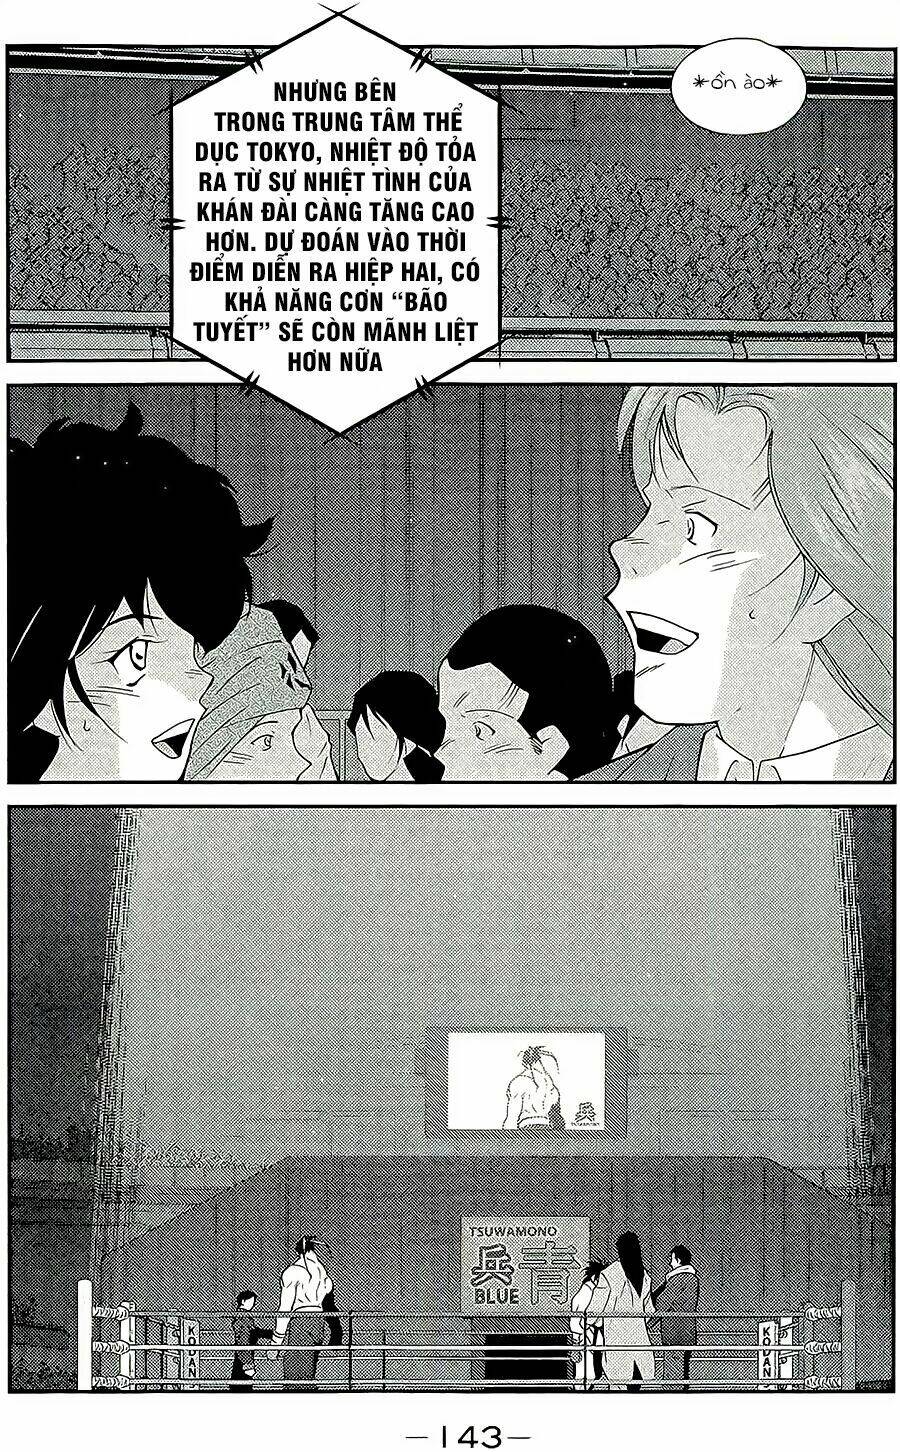 NHƯNG BÊN
TRONG TRUNG TÂM THỂ
DỤC TOKYO, NHIỆT ĐỘ TỎA
RA TỪ SỰ NHIỆT TÌNH CỦA
KHÁN ĐÀI CÀNG TĂNG CAO
HƠN. DỰ ĐOÁN VÀO THỜI
ĐIỂM DIỄN RA HIỆP HAI, CÓ
KHẢ NĂNG CƠN “BÃO
TUYẾT” SẼ CÒN MÃNH LIỆT
HƠN NỮA
*ồn ào*
兵
TSUWAMONO
TSUWAMONO
兵 青
BLUE
KODAN
KODAN
—143—